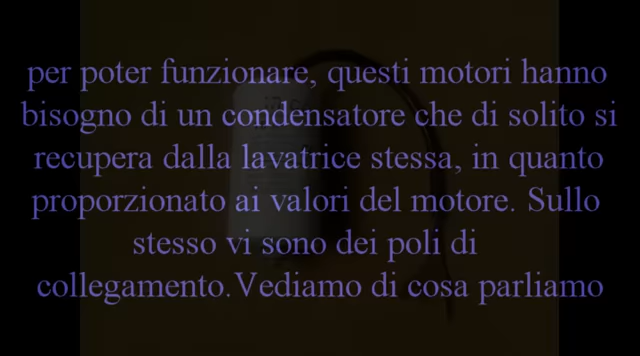 per poter funzionare, questi motori hanno
bisogno di un condensatore che di solito si
recupera dalla lavatrice stessa, in quanto
proporzionato ai valori del motore. Sullo
stesso vi sono dei poli di
collegamento.Vediamo di cosa parliamo